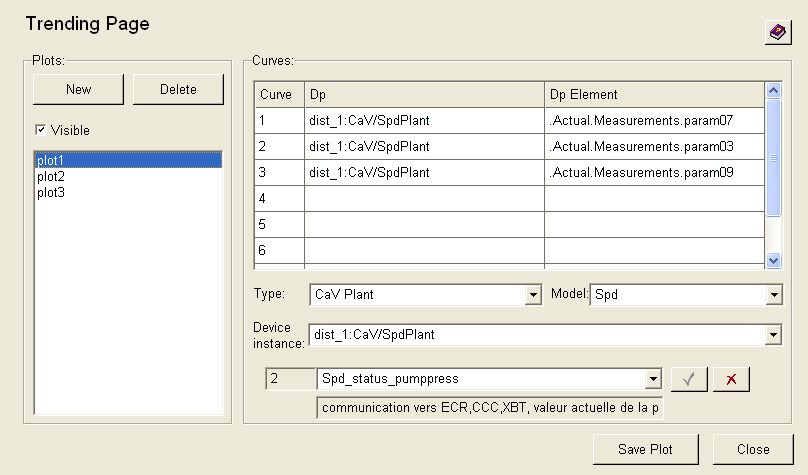 Trending Page
Plots:
New Delete
Visible
plot1
plot2
plot3
Curves:
Curve Dp Dp Element
1 dist_1:CaV/SpdPlant .Actual.Measurements.param07
2 dist_1:CaV/SpdPlant .Actual.Measurements.param03
3 dist_1:CaV/SpdPlant .Actual.Measurements.param09
4
5
6
Type: CaV Plant Model: Spd
Device
instance: dist_1:CaV/SpdPlant
2 Spd_status_pumppress
communication vers ECR,CCC,XBT, valeur actuelle de la p
Save Plot Close